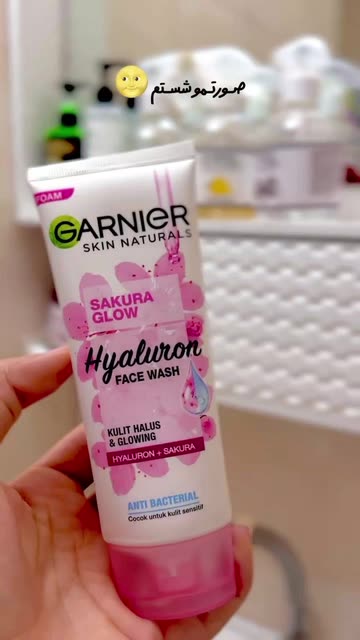 صورتمو شستم
FOAM
GARNIER
SKIN NATURALS
SAKURA
GLOW
Hyaluron
FACE WASH
KULIT HALUS
& GLOWING
HYALURON + SAKURA
ANTI BACTERIAL
Cocok untuk kulit sensitif